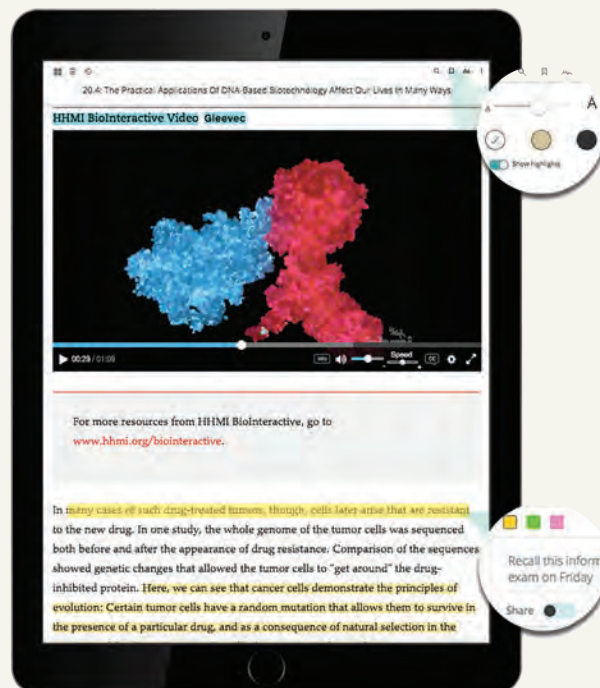 20.4: The Practical Applications Of DNA-Based Biotechnology Affect Our Lives In Many Ways
HHMI BioInteractive Video Gleevec
00:29 / 01:09
Speed
CC
For more resources from HHMI BioInteractive, go to
www.hhmi.org/biointeractive.
In many cases of such drug-treated tumors, though, cells later arise that are resistant
to the new drug. In one study, the whole genome of the tumor cells was sequenced
both before and after the appearance of drug resistance. Comparison of the sequences
showed genetic changes that allowed the tumor cells to "get around" the drug-
inhibited protein. Here, we can see that cancer cells demonstrate the principles of
evolution: Certain tumor cells have a random mutation that allows them to survive in
the presence of a particular drug, and as a consequence of natural selection in the
A A
Show highlights
Recall this inform
exam on Friday
Share